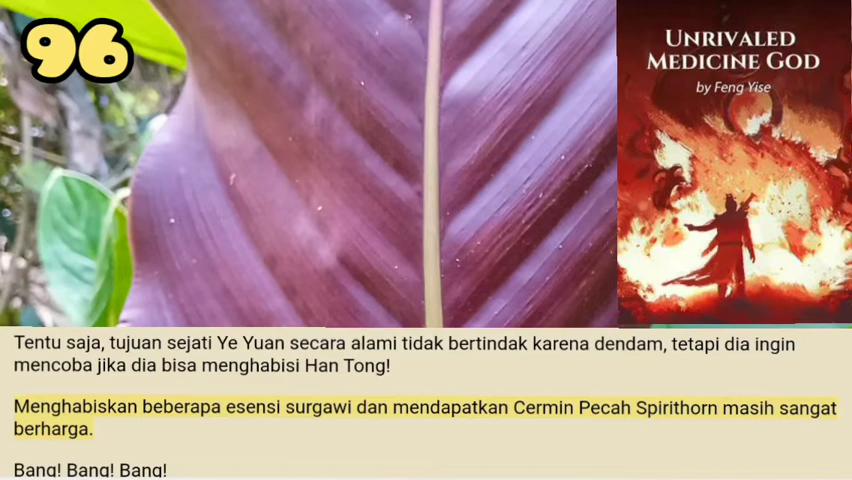 96
UNRIVALED
MEDICINE GOD
by Feng Yise
Tentu saja, tujuan sejati Ye Yuan secara alami tidak bertindak karena dendam, tetapi dia ingin
mencoba jika dia bisa menghabisi Han Tong!
Menghabiskan beberapa esensi surgawi dan mendapatkan Cermin Pecah Spirithorn masih sangat
berharga.
Bang! Bang! Bang!